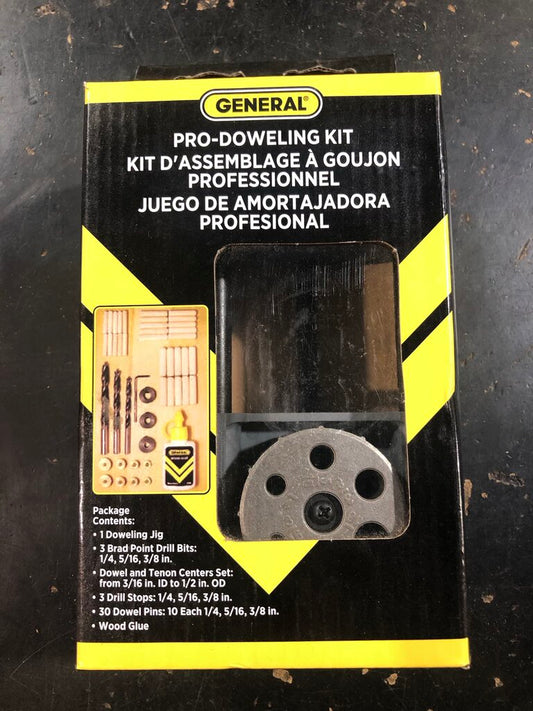 GENERAL®
PRO-DOWELING KIT
KIT D'ASSEMBLAGE À GOUJON
PROFESSIONNEL
JUEGO DE AMORTAJADORA
PROFESIONAL
GENERAL
Package
Contents:
• 1 Doweling Jig
• 3 Brad Point Drill Bits:
1/4, 5/16, 3/8 in.
• Dowel and Tenon Centers Set:
from 3/16 in. ID to 1/2 in. OD
• 3 Drill Stops: 1/4, 5/16, 3/8 in.
• 30 Dowel Pins: 10 Each 1/4, 5/16, 3/8 in.
• Wood Glue